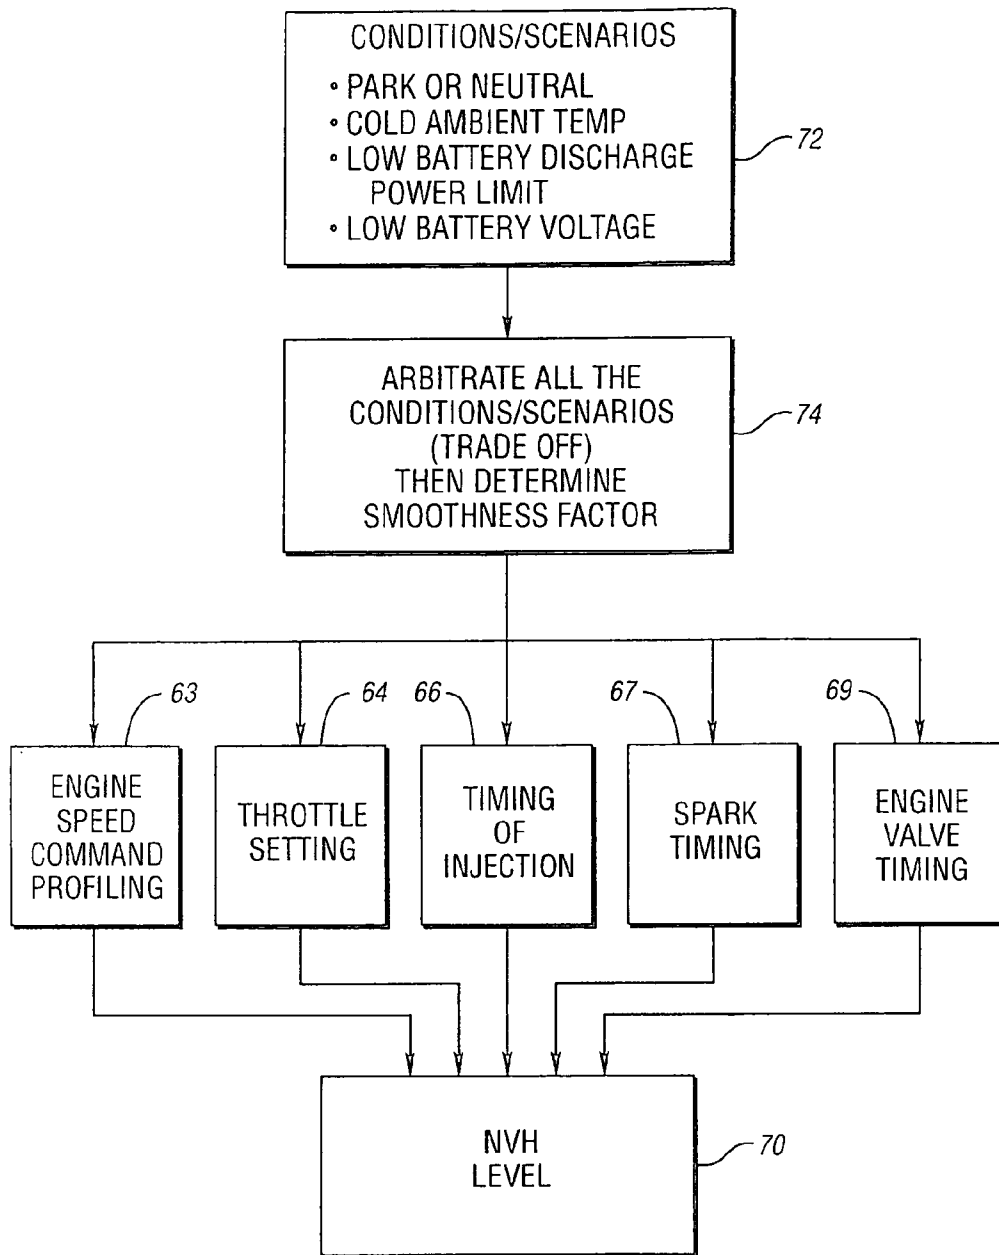 CONDITIONS/SCENARIOS
• PARK OR NEUTRAL
• COLD AMBIENT TEMP
• LOW BATTERY DISCHARGE
POWER LIMIT
• LOW BATTERY VOLTAGE
72
ARBITRATE ALL THE
CONDITIONS/SCENARIOS
(TRADE OFF)
THEN DETERMINE
SMOOTHNESS FACTOR
74
63
64
66
67
69
ENGINE
SPEED
COMMAND
PROFILING
THROTTLE
SETTING
TIMING
OF
INJECTION
SPARK
TIMING
ENGINE
VALVE
TIMING
NVH
LEVEL
70